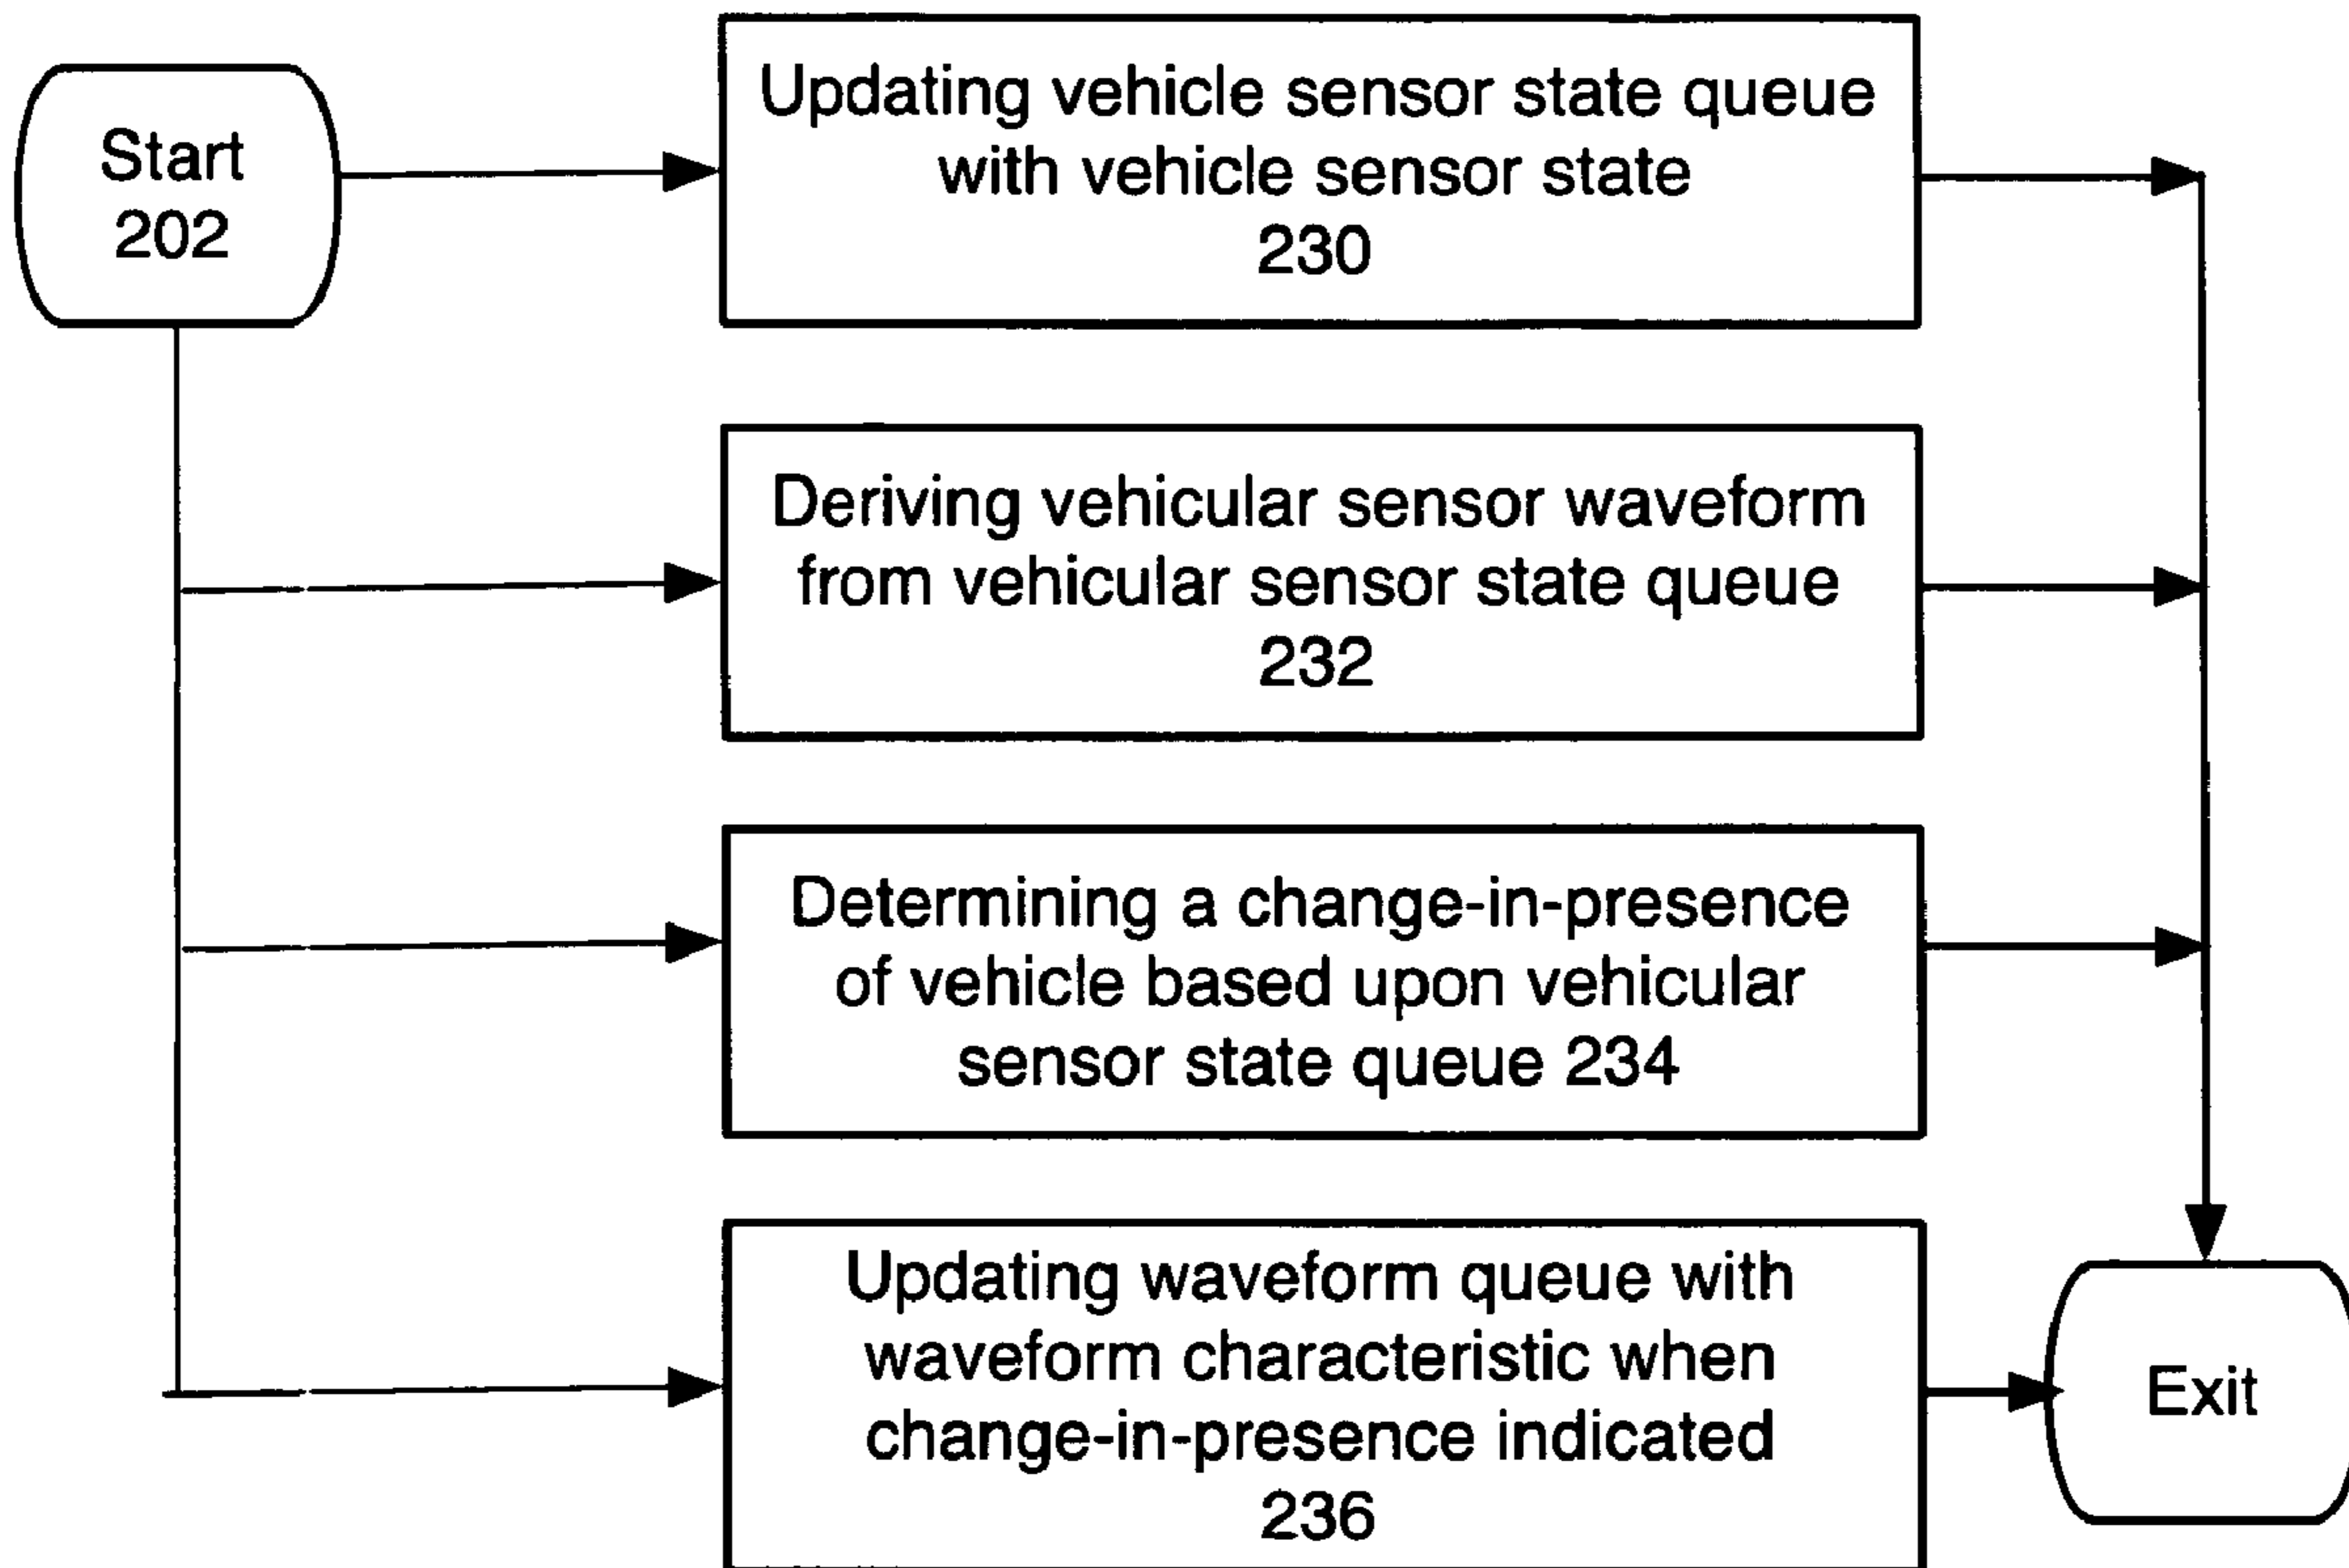 Start
202
Updating vehicle sensor state queue
with vehicle sensor state
230
Deriving vehicular sensor waveform
from vehicular sensor state queue
232
Determining a change-in-presence
of vehicle based upon vehicular
sensor state queue 234
Updating waveform queue with
waveform characteristic when
change-in-presence indicated
236
Exit